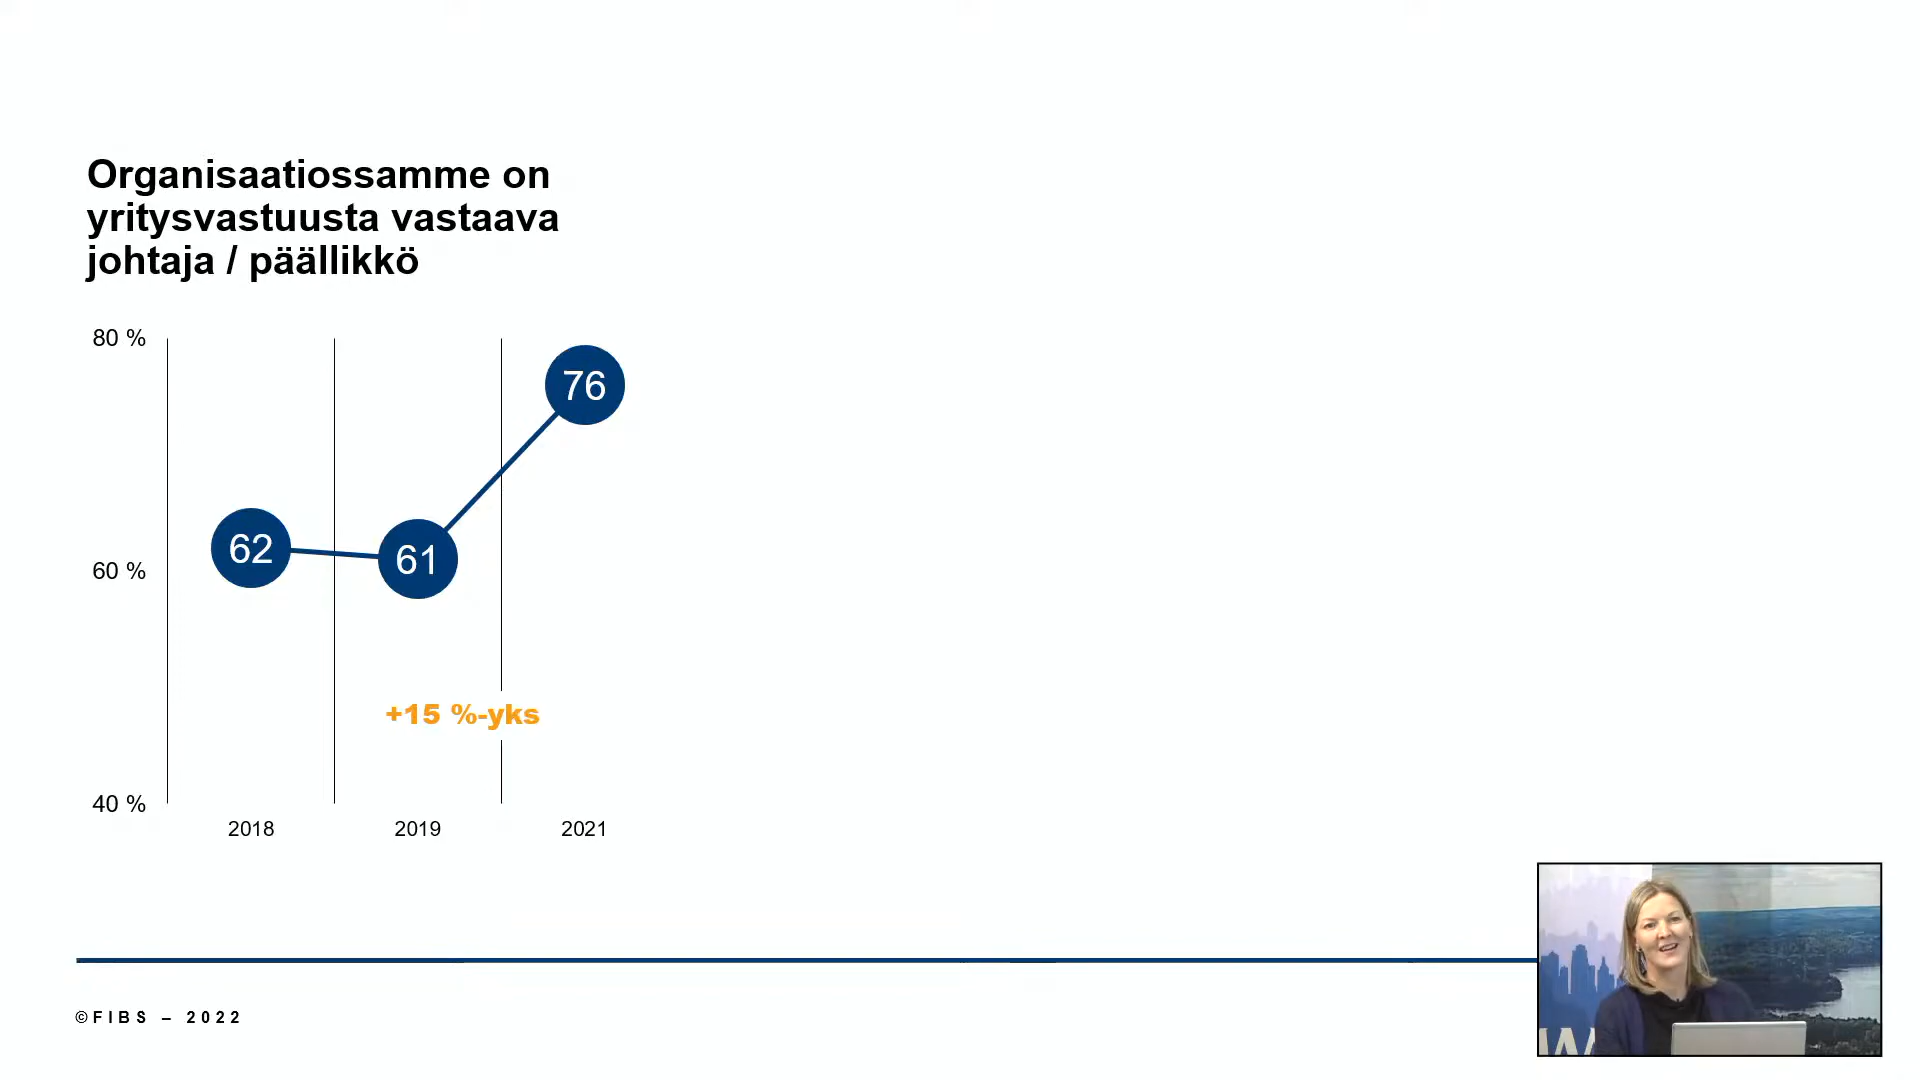 Organisaatiossamme on
yritysvastuusta vastaava
johtaja / päällikkö
80 %
76
62
61
60 %
+15 %-yks
40 %
2018 2019 2021
©FIBS – 2022
W